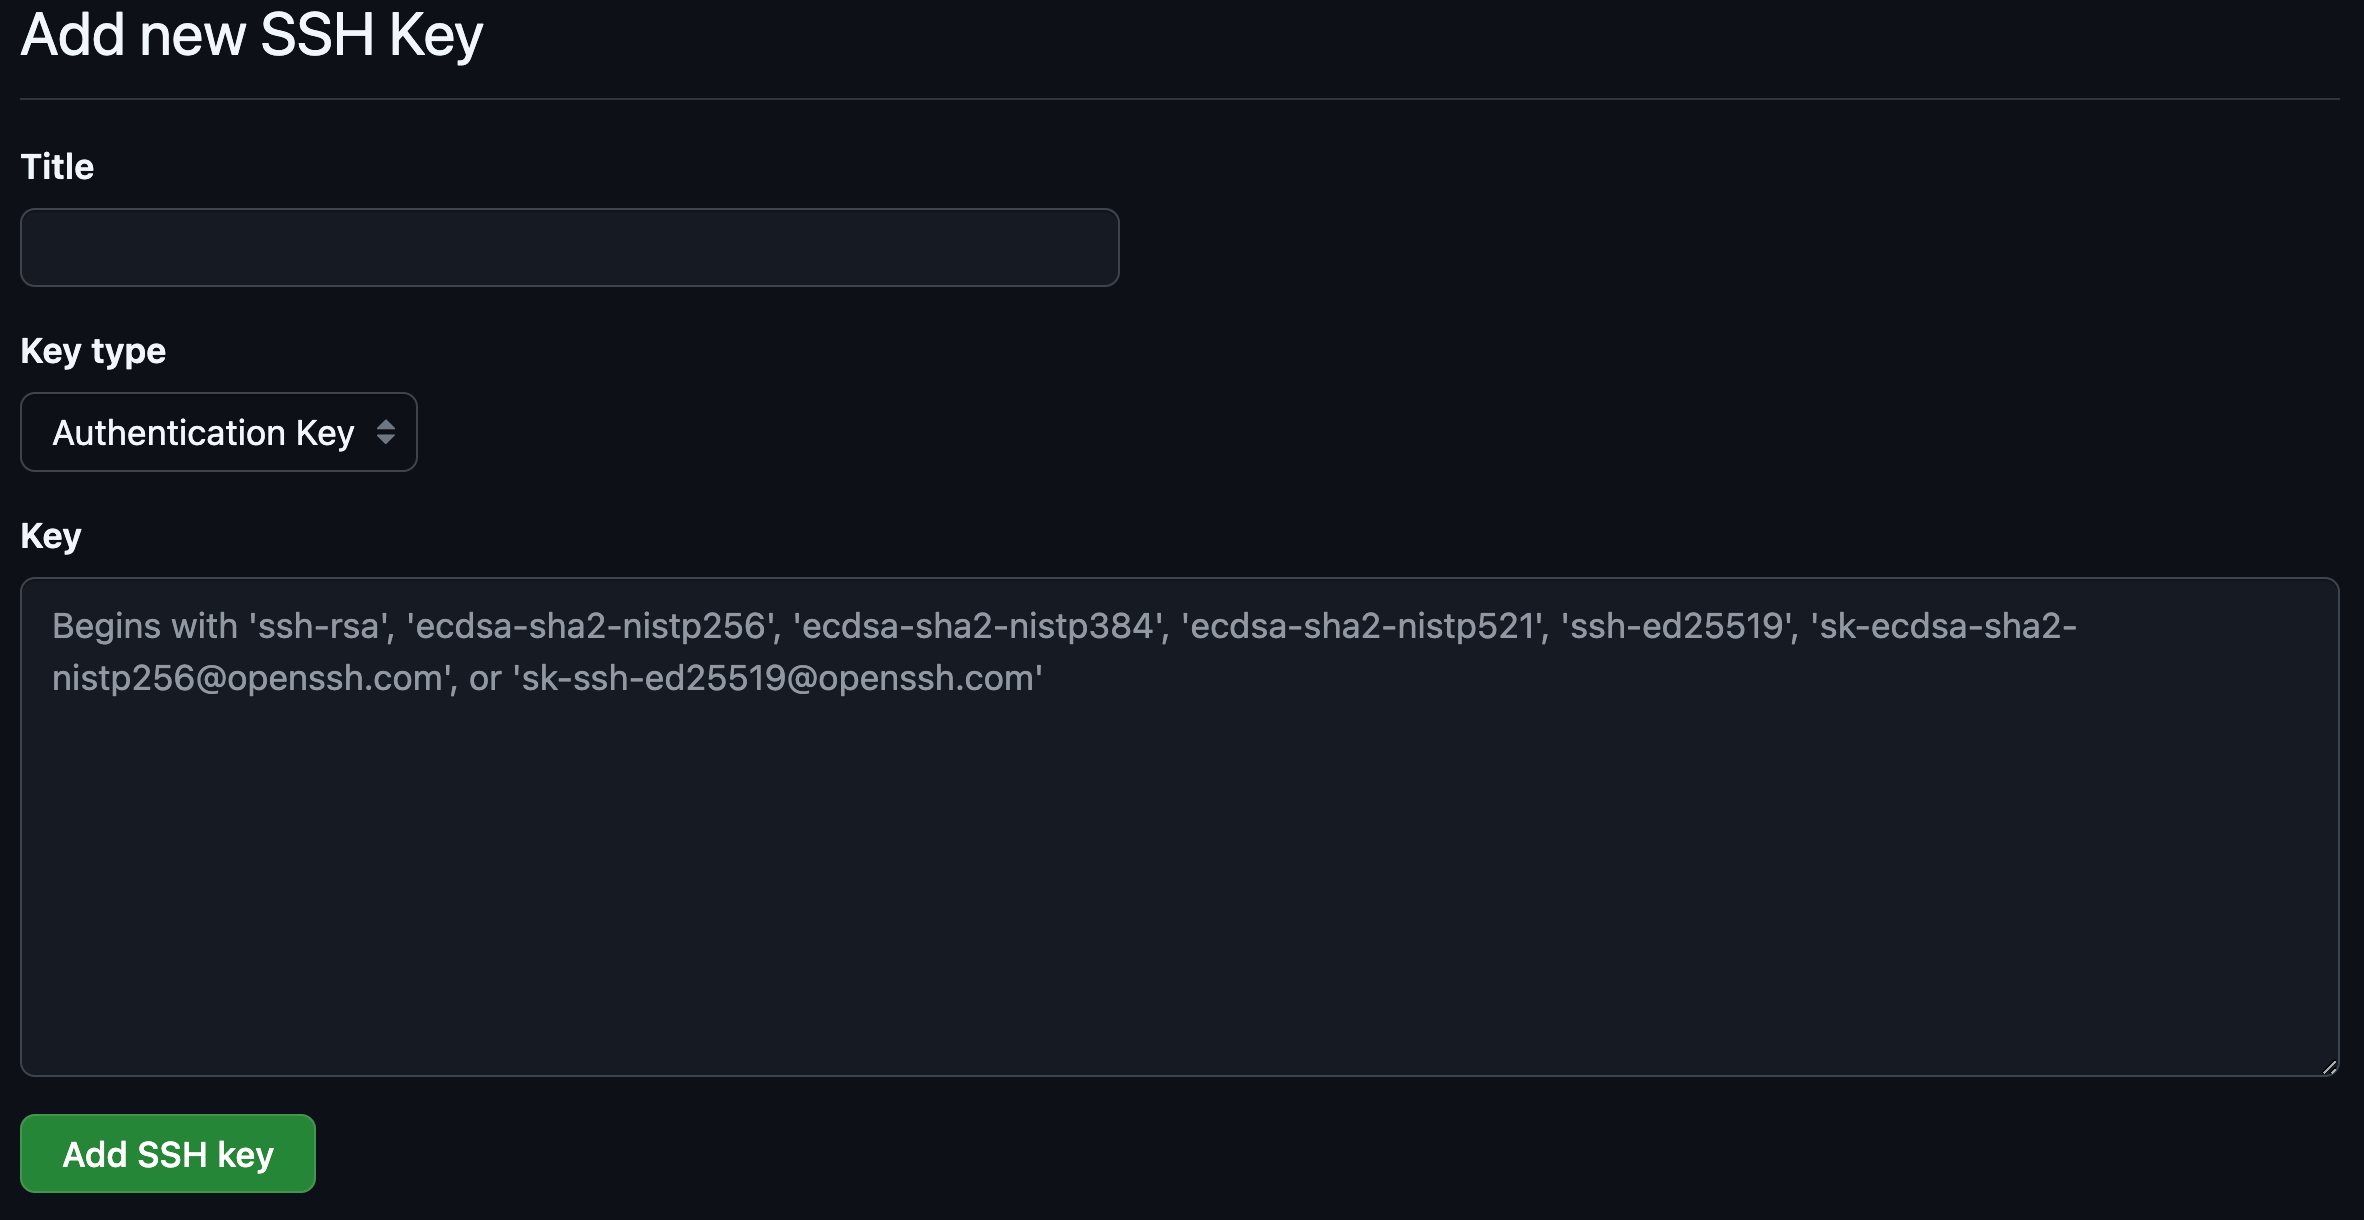 Add new SSH Key
Title
Key type
Authentication Key
Key
Begins with 'ssh-rsa', 'ecdsa-sha2-nistp256', 'ecdsa-sha2-nistp384', 'ecdsa-sha2-nistp521', 'ssh-ed25519', 'sk-ecdsa-sha2-
nistp256@openssh.com', or 'sk-ssh-ed25519@openssh.com'
Add SSH key